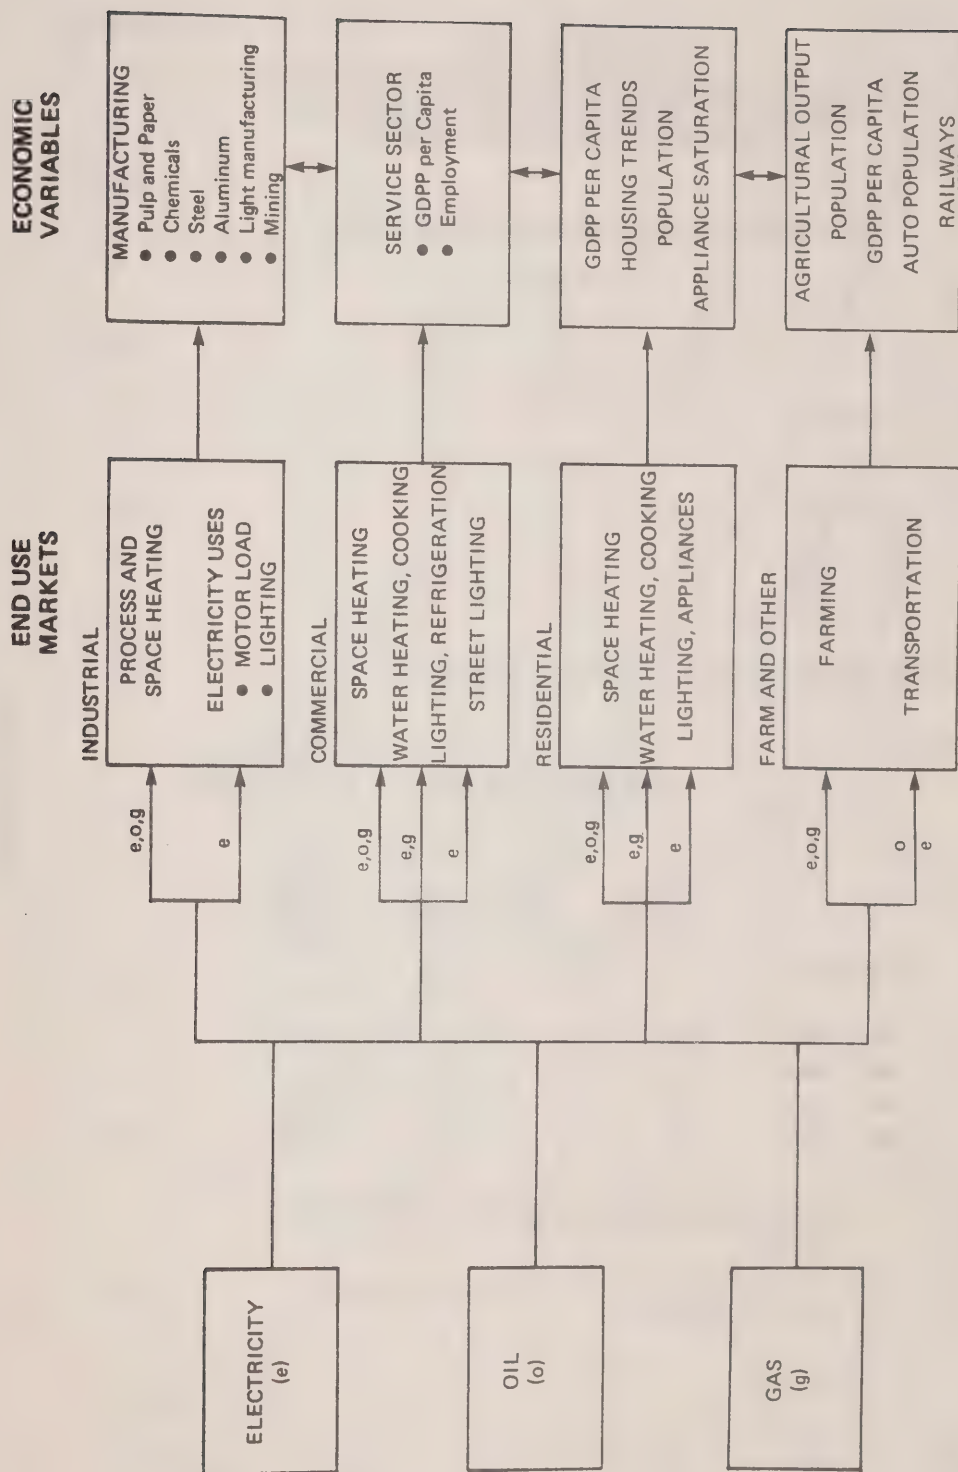 END USE
MARKETS
ECONOMIC
VARIABLES
ELECTRICITY
(e)
OIL
(o)
GAS
(g)
INDUSTRIAL
e,o,g
e
PROCESS AND
SPACE HEATING
ELECTRICITY USES
● MOTOR LOAD
● LIGHTING
MANUFACTURING
● Pulp and Paper
● Chemicals
● Steel
● Aluminum
● Light manufacturing
● Mining
COMMERCIAL
e,o,g
e,g
e
SPACE HEATING
WATER HEATING, COOKING
LIGHTING, REFRIGERATION
STREET LIGHTING
SERVICE SECTOR
● GDPP per Capita
● Employment
RESIDENTIAL
e,o,g
e,g
e
SPACE HEATING
WATER HEATING, COOKING
LIGHTING, APPLIANCES
GDPP PER CAPITA
HOUSING TRENDS
POPULATION
APPLIANCE SATURATION
FARM AND OTHER
e,o,g
o
e
FARMING
TRANSPORTATION
AGRICULTURAL OUTPUT
POPULATION
GDPP PER CAPITA
AUTO POPULATION
RAILWAYS